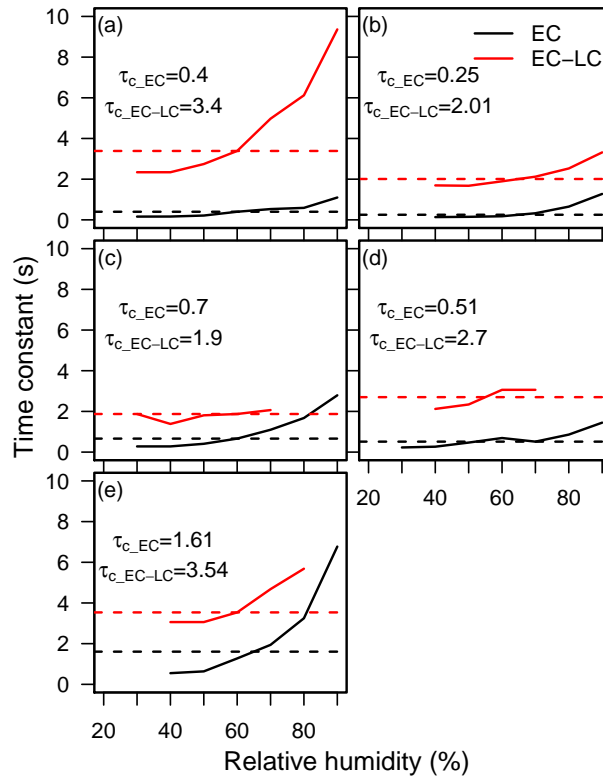 (a)
τc_EC=0.4
τc_EC−LC=3.4
0
2
4
6
8
10
(b)
EC
EC−LC
τc_EC=0.25
τc_EC−LC=2.01
(c)
τc_EC=0.7
τc_EC−LC=1.9
0
2
4
6
8
10
(d)
τc_EC=0.51
τc_EC−LC=2.7
20 40 60 80
(e)
τc_EC=1.61
τc_EC−LC=3.54
0
2
4
6
8
10
20 40 60 80
Time constant (s)
Relative humidity (%)